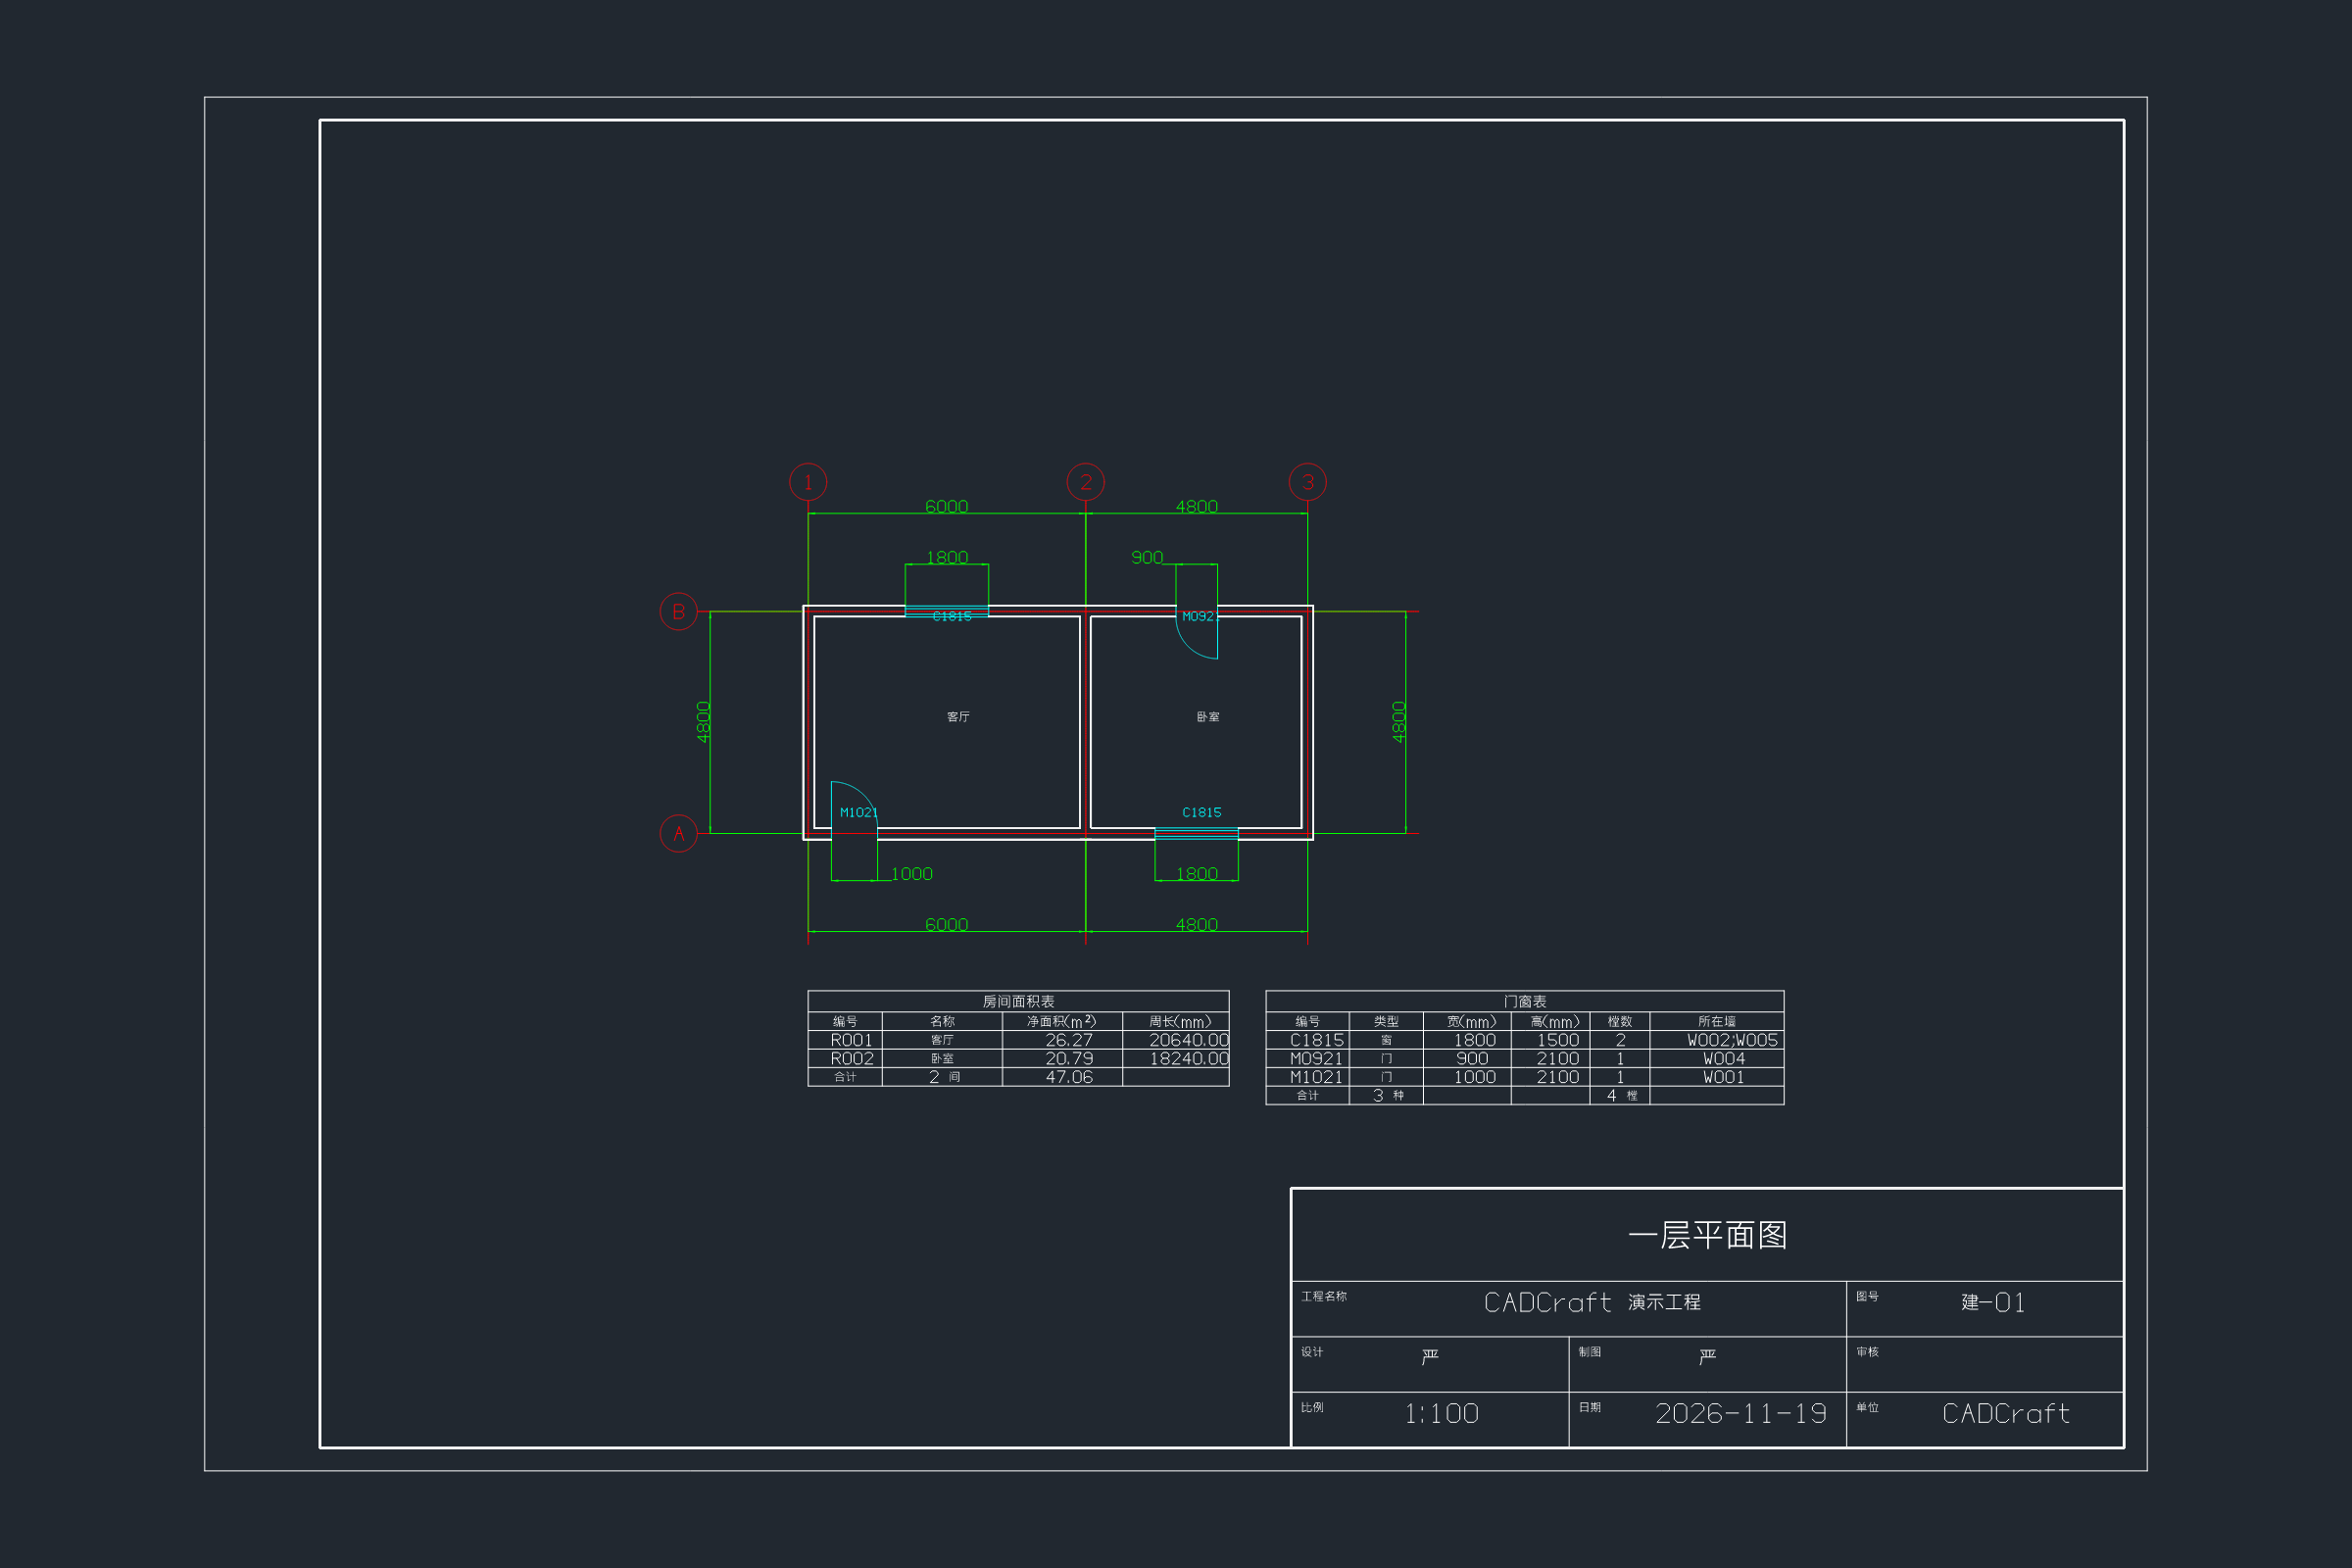 1 2 3
6000 4800
1800 900
B C1815 M0921
4800 客厅 卧室 4800
M1021 C1815
A
1000 1800
6000 4800
房间面积表
编号 名称 净面积(m²) 周长(mm)
R001 客厅 26.27 20640.00
R002 卧室 20.79 18240.00
合计 2 间 47.06
门窗表
编号 类型 宽(mm) 高(mm) 樘数 所在墙
C1815 窗 1800 1500 2 W002;W005
M0921 门 900 2100 1 W004
M1021 门 1000 2100 1 W001
合计 3 种 4 樘
一层平面图
工程名称 CADCraft 演示工程 图号 建-01
设计 严 制图 严 审核
比例 1:100 日期 2026-11-19 单位 CADCraft